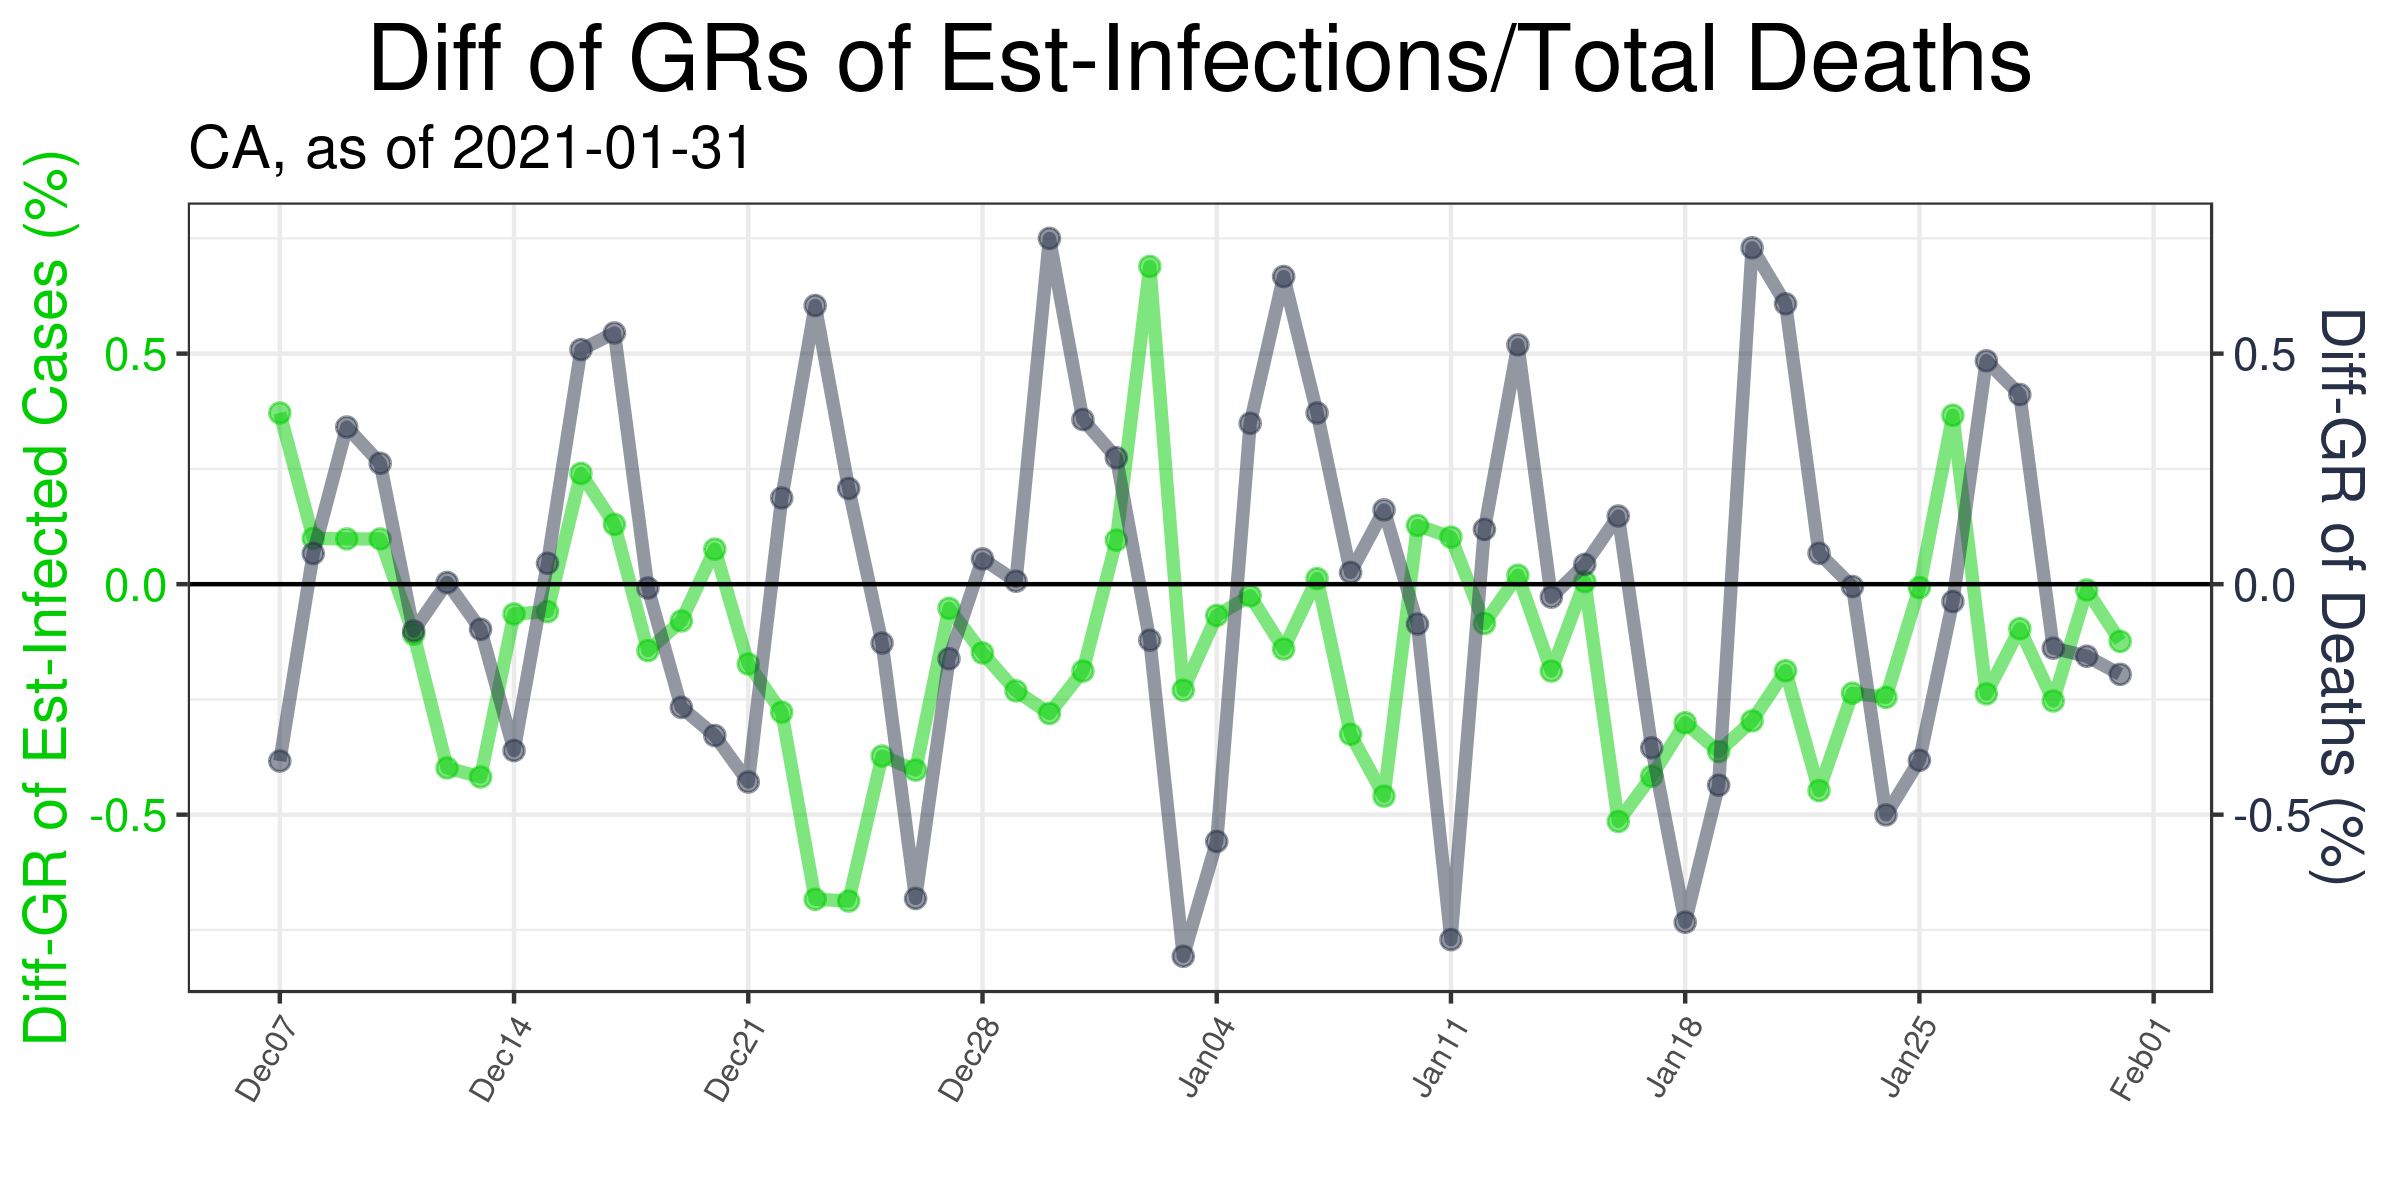 Diff of GRs of Est-Infections/Total Deaths
CA, as of 2021-01-31
Diff-GR of Est-Infected Cases (%)
0.5
0.0
-0.5
0.5
0.0
-0.5
Diff-GR of Deaths (%)
Dec07
Dec14
Dec21
Dec28
Jan04
Jan11
Jan18
Jan25
Feb01